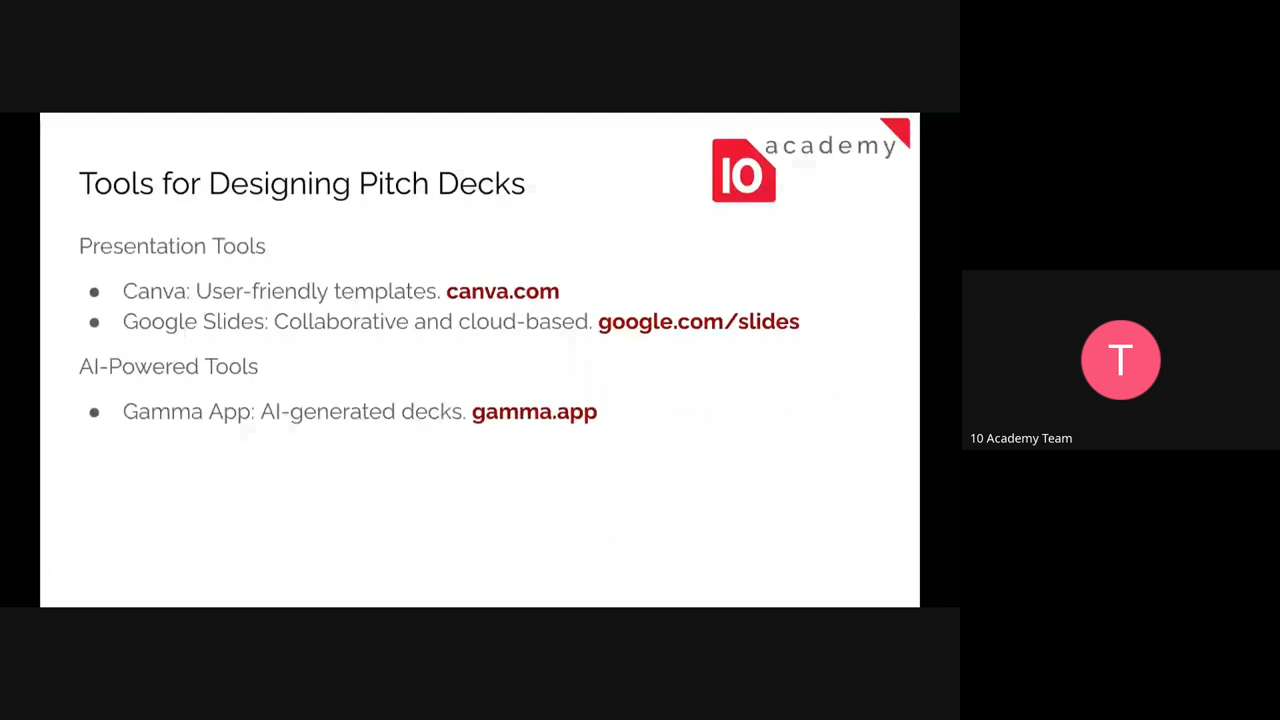 10 academy
Tools for Designing Pitch Decks
Presentation Tools
● Canva: User-friendly templates. canva.com
● Google Slides: Collaborative and cloud-based. google.com/slides
AI-Powered Tools
● Gamma App: AI-generated decks. gamma.app
T
10 Academy Team